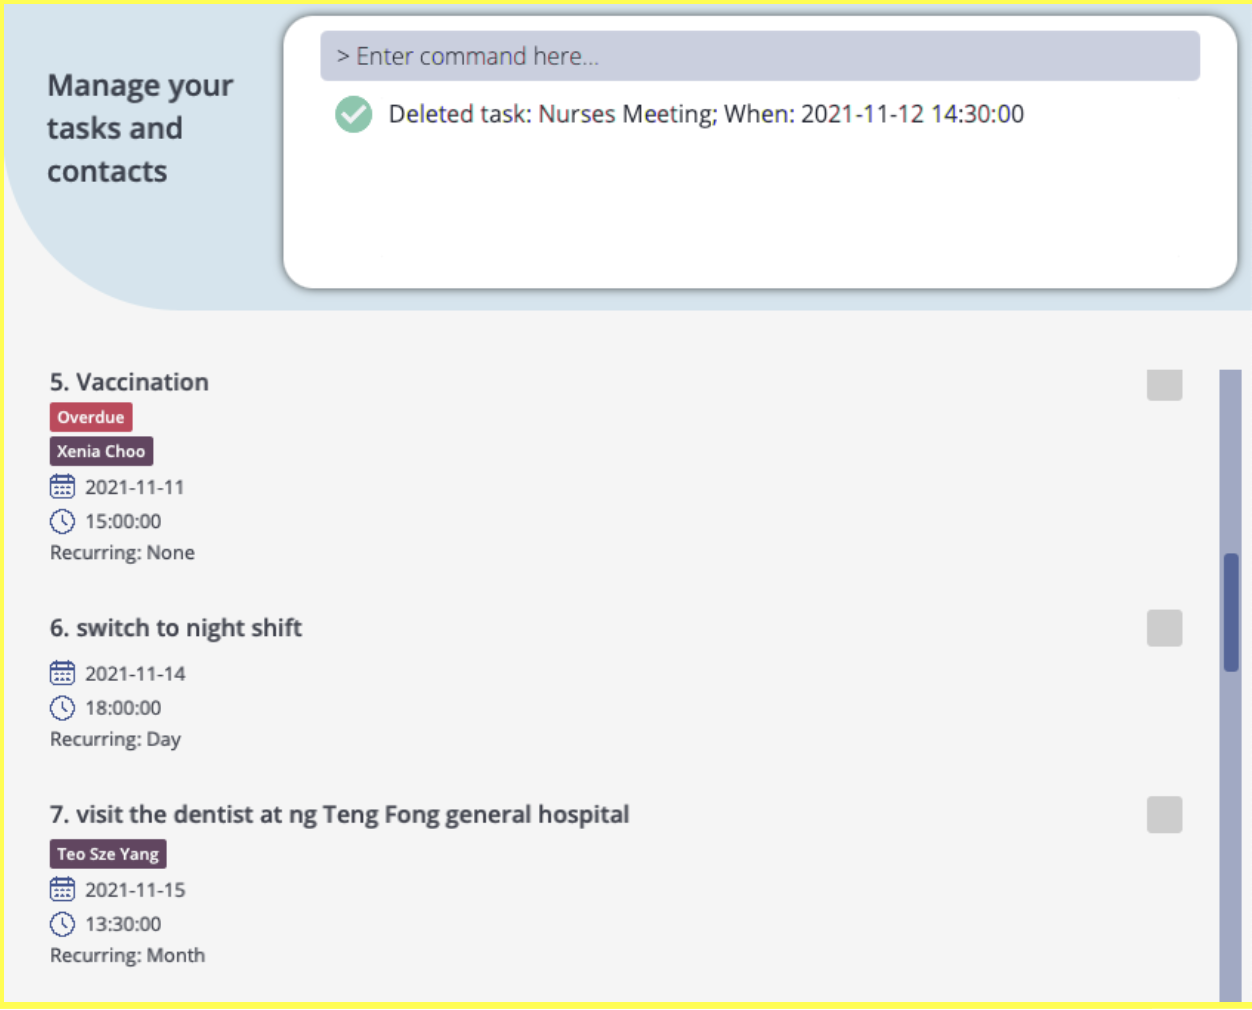 Manage your
tasks and
contacts
> Enter command here...
Deleted task: Nurses Meeting; When: 2021-11-12 14:30:00
5. Vaccination
Overdue
Xenia Choo
2021-11-11
15:00:00
Recurring: None
6. switch to night shift
2021-11-14
18:00:00
Recurring: Day
7. visit the dentist at ng Teng Fong general hospital
Teo Sze Yang
2021-11-15
13:30:00
Recurring: Month